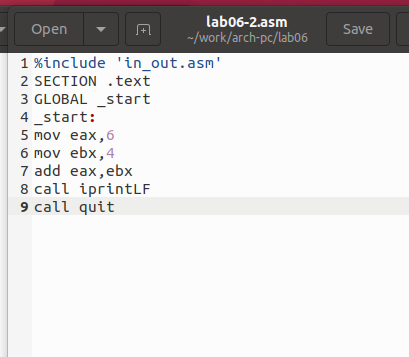 Open
lab06-2.asm
~/work/arch-pc/lab06
Save
1 %include 'in_out.asm'
2 SECTION .text
3 GLOBAL _start
4 _start:
5 mov eax,6
6 mov ebx,4
7 add eax,ebx
8 call iprintLF
9 call quit